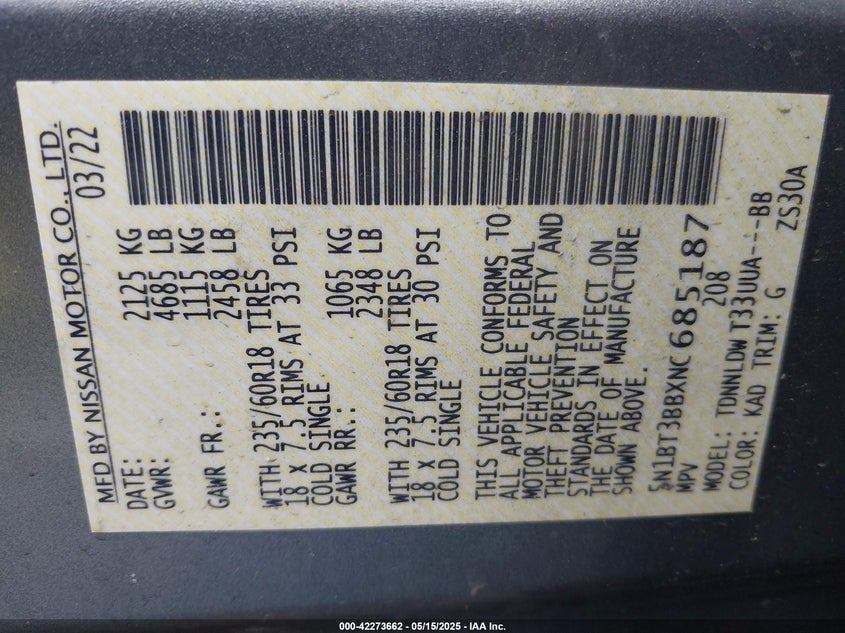 MFD BY NISSAN MOTOR CO., LTD.
DATE: 03/22
GVWR: 2125 KG
4685 LB
GAWR FR.: 1115 KG
2458 LB
WITH 235/60R18 TIRES
18 X 7.5 RIMS AT 33 PSI
COLD SINGLE
GAWR RR.: 1065 KG
2348 LB
WITH 235/60R18 TIRES
18 X 7.5 RIMS AT 30 PSI
COLD SINGLE
THIS VEHICLE CONFORMS TO
ALL APPLICABLE FEDERAL
MOTOR VEHICLE SAFETY AND
THEFT PREVENTION
STANDARDS IN EFFECT ON
THE DATE OF MANUFACTURE
SHOWN ABOVE.
5N1BT3BBXNC685187
MPV 208
MODEL: TDNNLDW T33UUA---BB
COLOR: KAD TRIM: G ZS30A
000-42273662 - 05/15/2025 - IAA Inc.